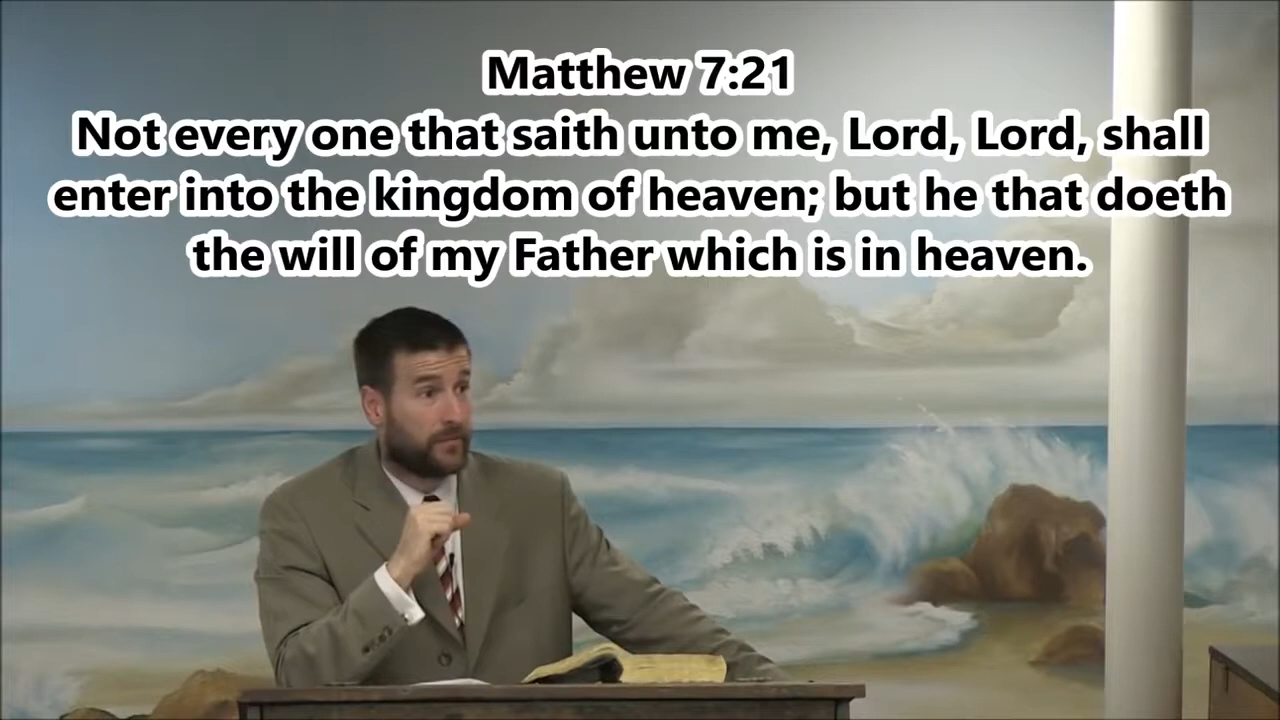 Matthew 7:21
Not every one that saith unto me, Lord, Lord, shall
enter into the kingdom of heaven; but he that doeth
the will of my Father which is in heaven.